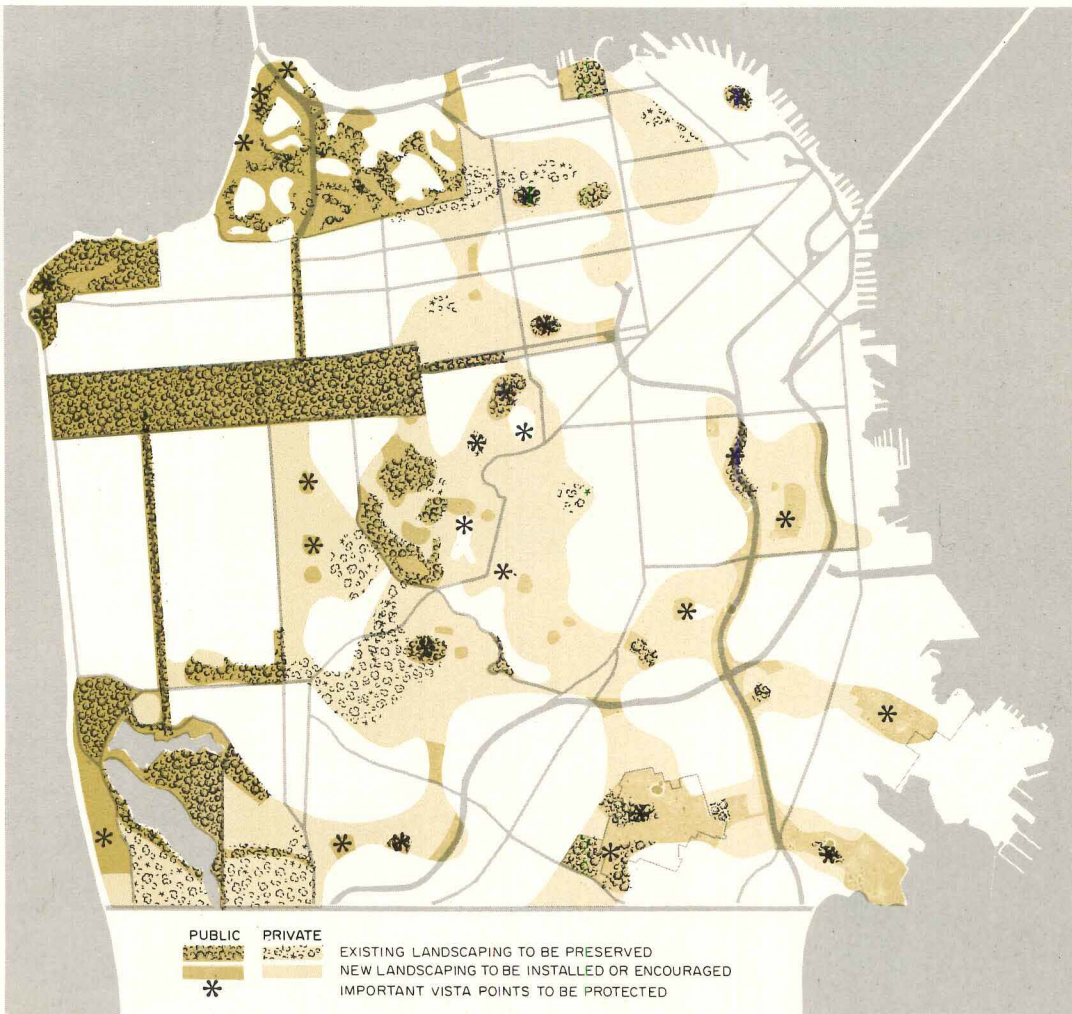 PUBLIC PRIVATE
EXISTING LANDSCAPING TO BE PRESERVED
NEW LANDSCAPING TO BE INSTALLED OR ENCOURAGED
IMPORTANT VISTA POINTS TO BE PROTECTED